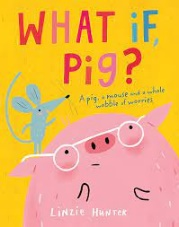 WHAT IF,
PIG?
A pig, a mouse and a whole
wobble of worries
LINZIE HUNTER